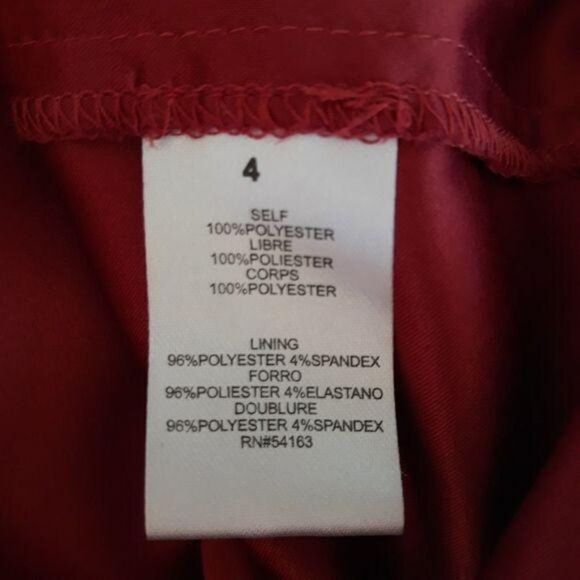 4
SELF
100%POLYESTER
LIBRE
100%POLIESTER
CORPS
100%POLYESTER
LINING
96%POLYESTER 4%SPANDEX
FORRO
96%POLIESTER 4%ELASTANO
DOUBLURE
96%POLYESTER 4%SPANDEX
RN#54163